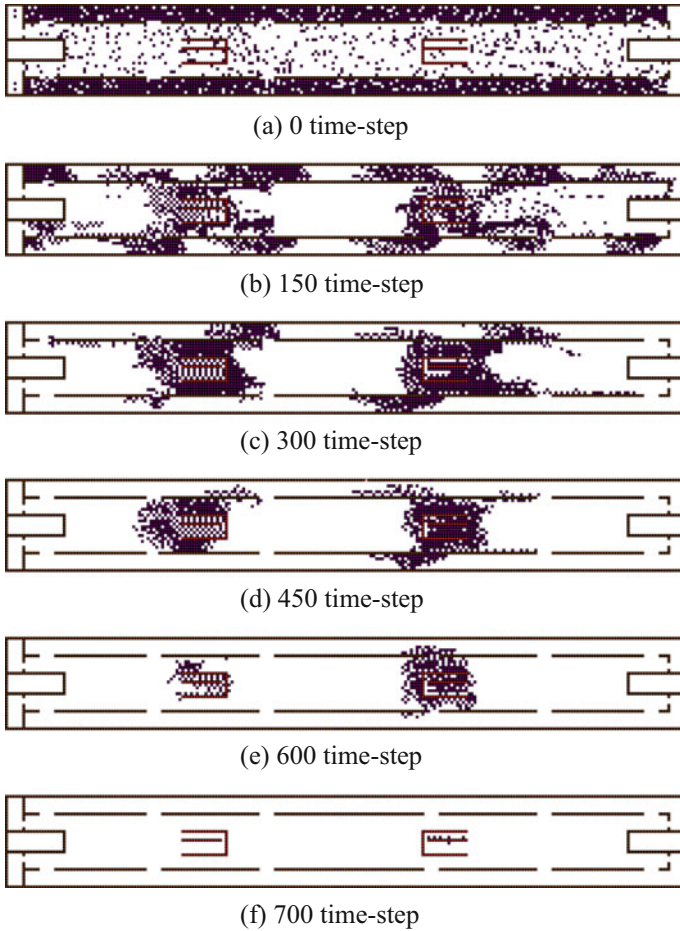 (a) 0 time-step
(b) 150 time-step
(c) 300 time-step
(d) 450 time-step
(e) 600 time-step
(f) 700 time-step